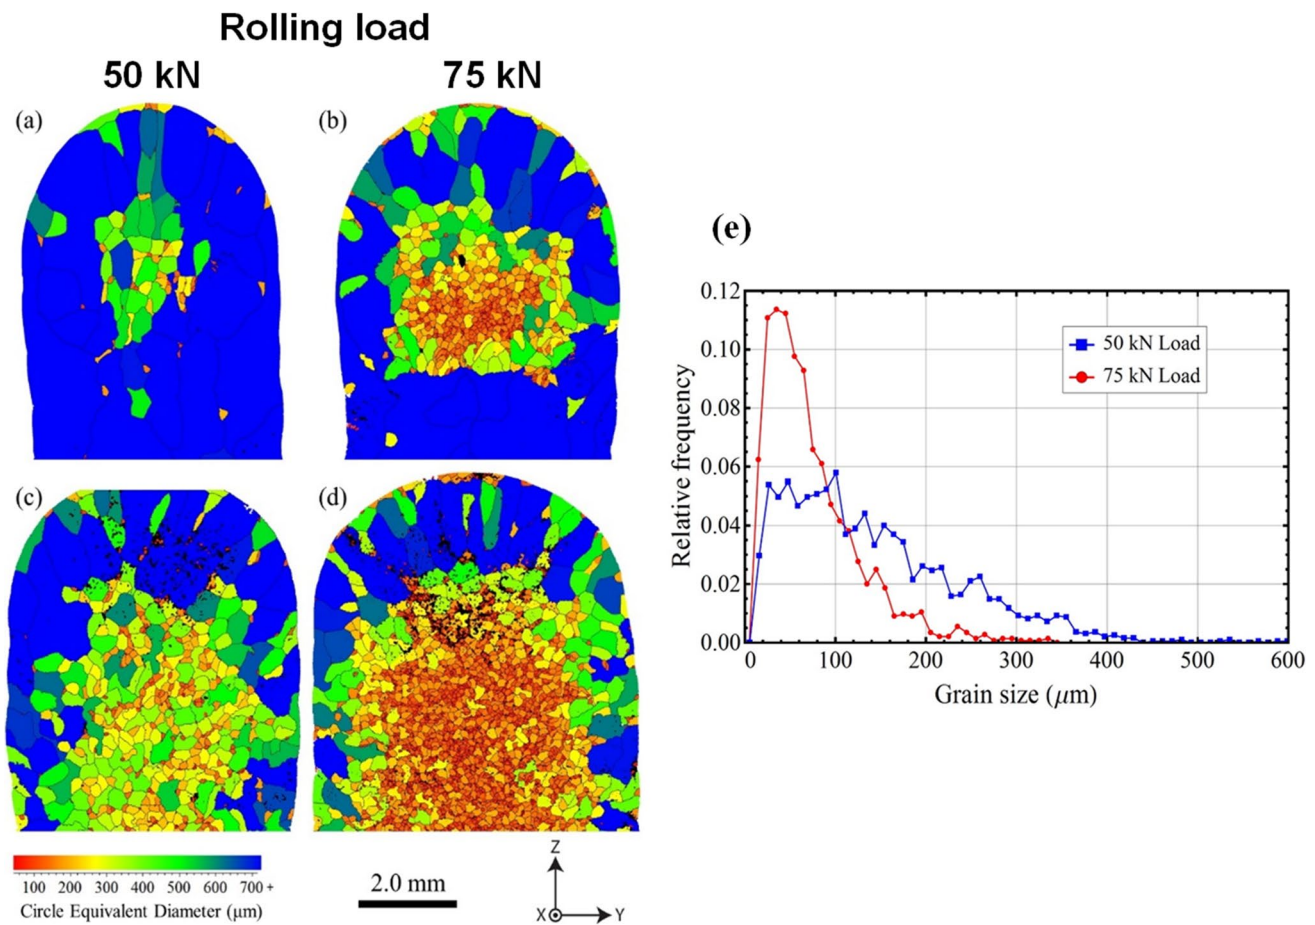 Rolling load
50 kN
75 kN
(a)
(b)
(c)
(d)
100 200 300 400 500 600 700 +
Circle Equivalent Diameter (μm)
2.0 mm
Z
X
Y
(e)
0.12
0.10
0.08
0.06
0.04
0.02
0.00
Relative frequency
50 kN Load
75 kN Load
0 100 200 300 400 500 600
Grain size (μm)